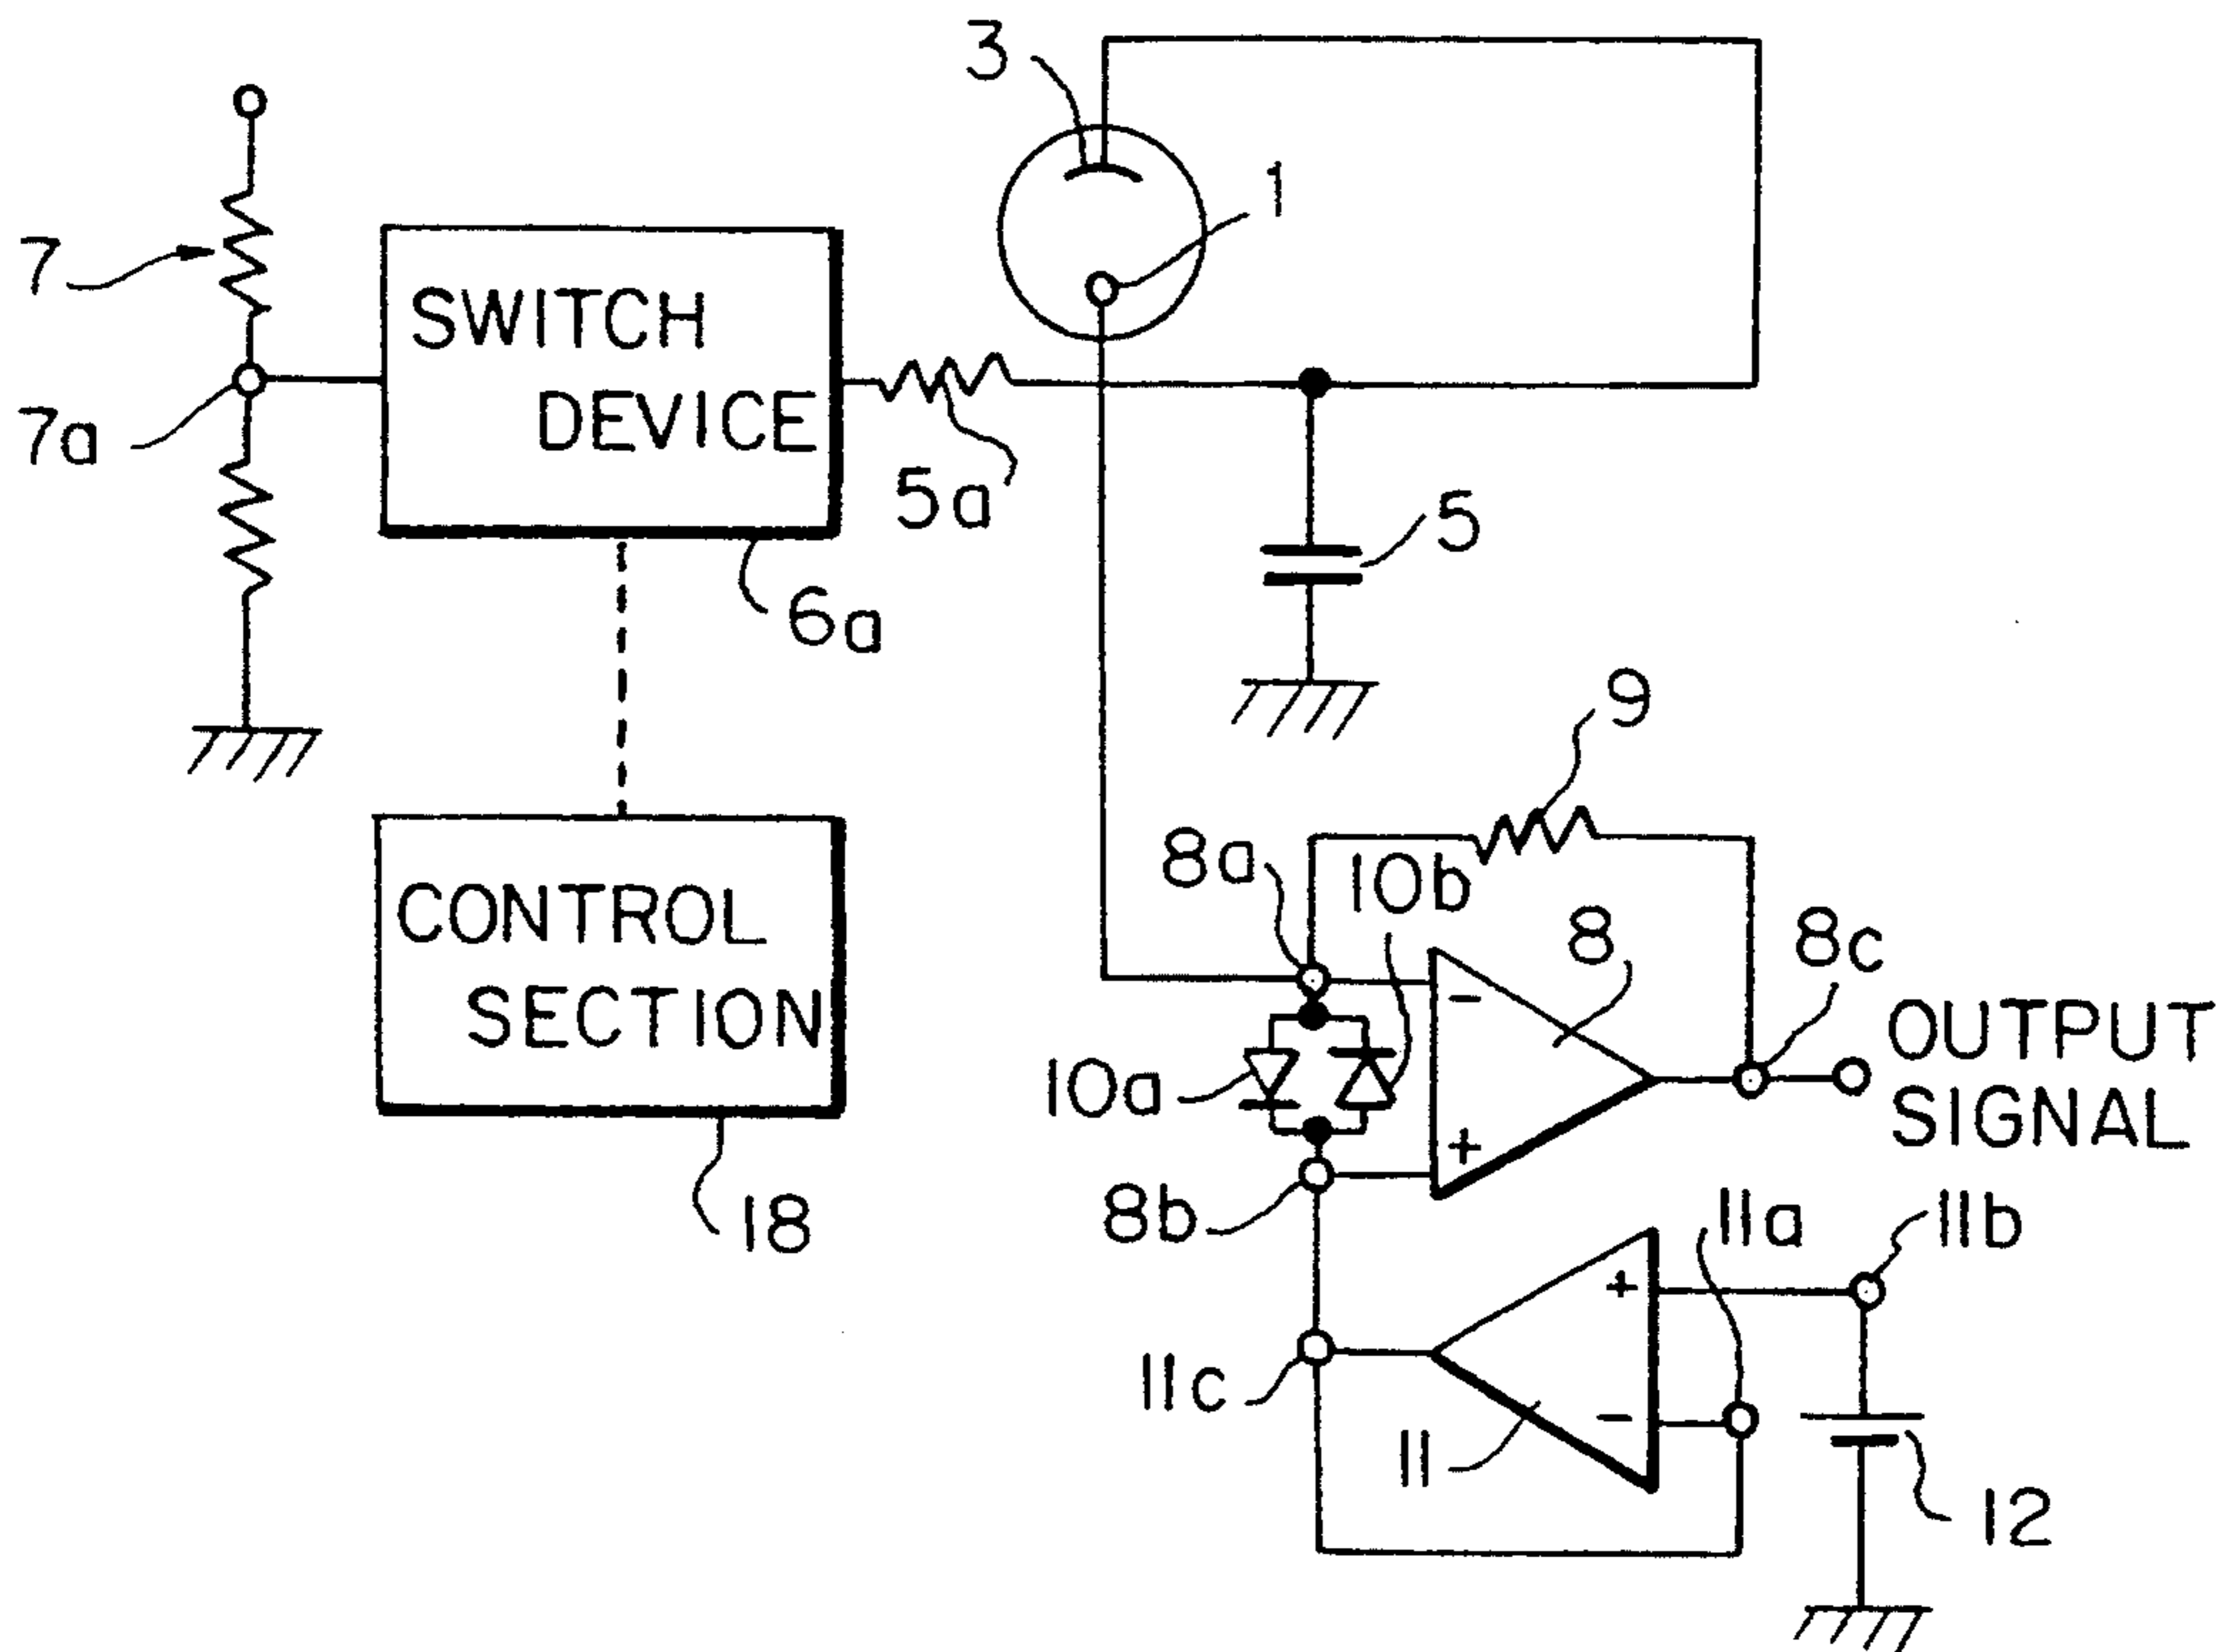 3
1
7
SWITCH
DEVICE
7a
5a
5
6a
9
8a
10b
8
8c
CONTROL
SECTION
-
OUTPUT
SIGNAL
10a
+
8b
18
11a
11b
+
11c
-
11
12